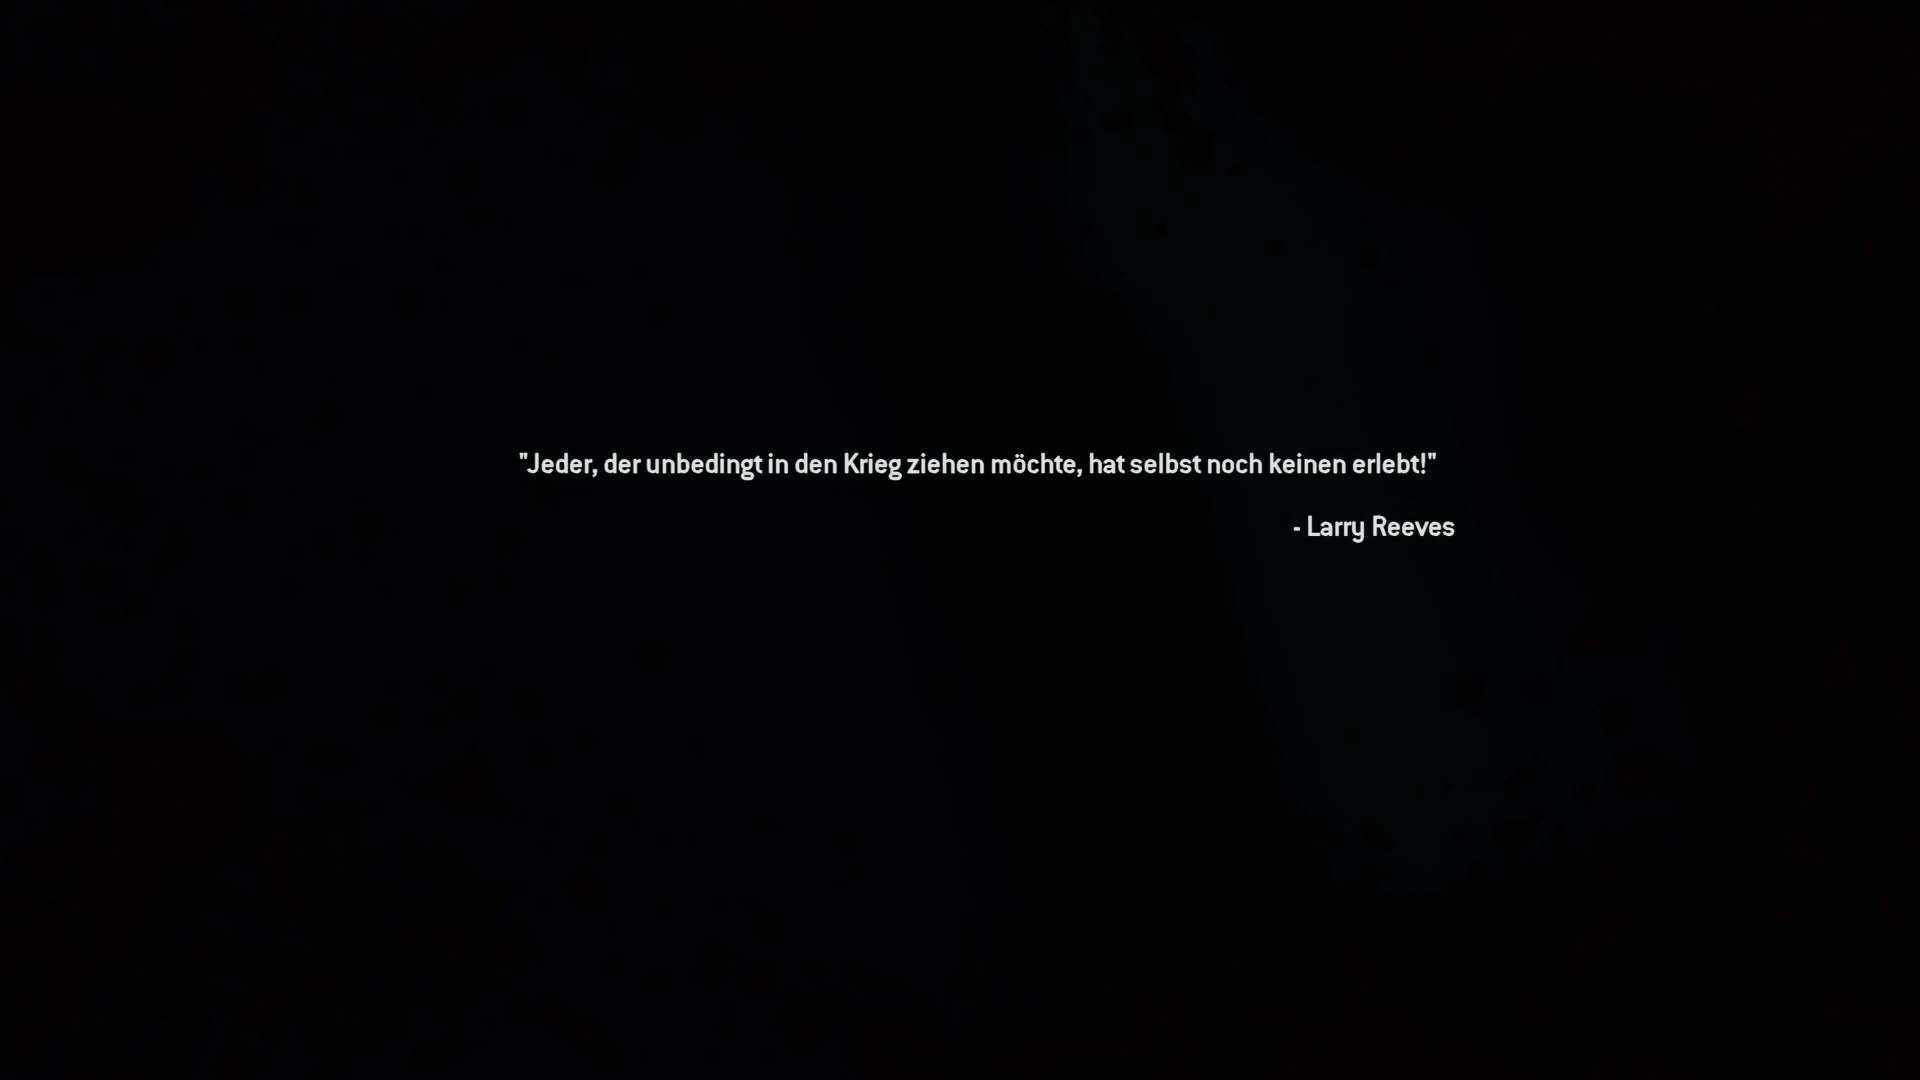 "Jeder, der unbedingt in den Krieg ziehen möchte, hat selbst noch keinen erlebt!"
- Larry Reeves